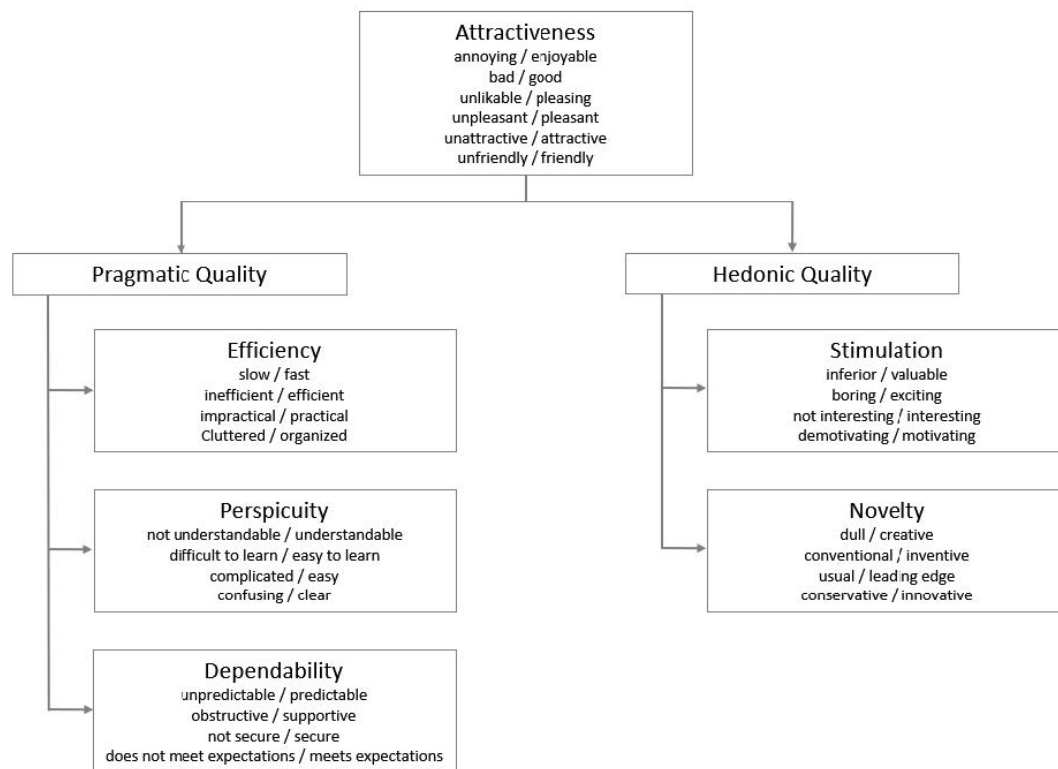 Attractiveness
annoying / enjoyable
bad / good
unlikable / pleasing
unpleasant / pleasant
unattractive / attractive
unfriendly / friendly
Pragmatic Quality
Efficiency
slow / fast
inefficient / efficient
impractical / practical
Cluttered / organized
Perspicuity
not understandable / understandable
difficult to learn / easy to learn
complicated / easy
confusing / clear
Dependability
unpredictable / predictable
obstructive / supportive
not secure / secure
does not meet expectations / meets expectations
Hedonic Quality
Stimulation
inferior / valuable
boring / exciting
not interesting / interesting
demotivating / motivating
Novelty
dull / creative
conventional / inventive
usual / leading edge
conservative / innovative